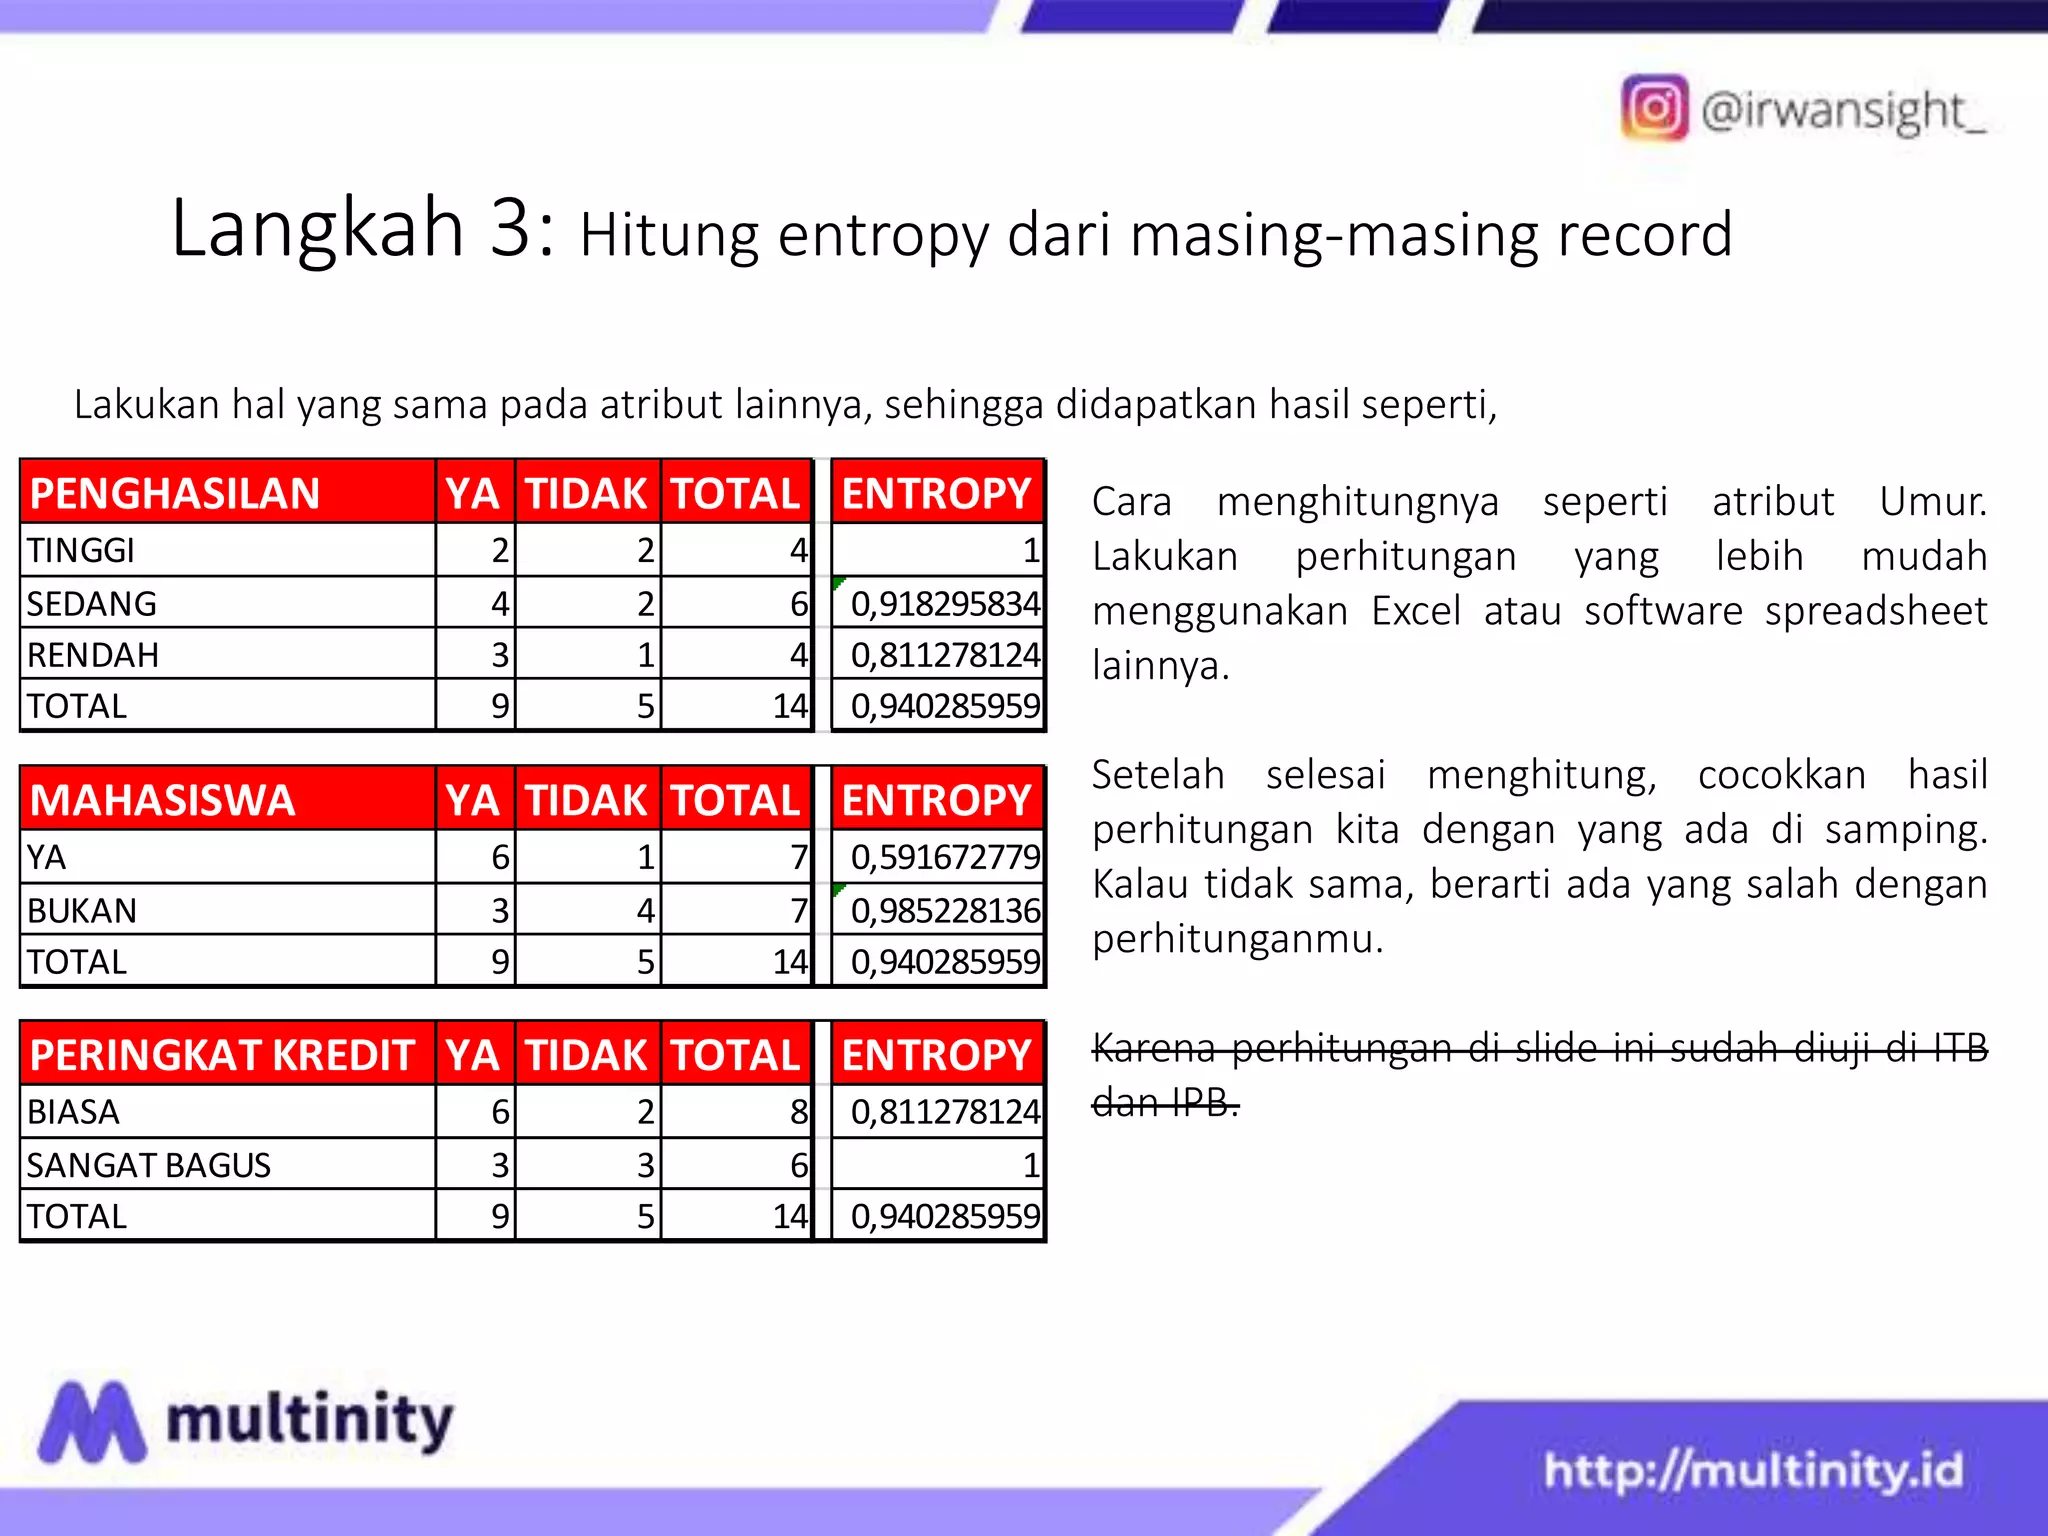 @irwansight_
Langkah 3: Hitung entropy dari masing-masing record
Lakukan hal yang sama pada atribut lainnya, sehingga didapatkan hasil seperti,
PENGHASILAN YA TIDAK TOTAL ENTROPY
TINGGI 2 2 4 1
SEDANG 4 2 6 0,918295834
RENDAH 3 1 4 0,811278124
TOTAL 9 5 14 0,940285959
MAHASISWA YA TIDAK TOTAL ENTROPY
YA 6 1 7 0,591672779
BUKAN 3 4 7 0,985228136
TOTAL 9 5 14 0,940285959
PERINGKAT KREDIT YA TIDAK TOTAL ENTROPY
BIASA 6 2 8 0,811278124
SANGAT BAGUS 3 3 6 1
TOTAL 9 5 14 0,940285959
Cara menghitungnya seperti atribut Umur.
Lakukan perhitungan yang lebih mudah
menggunakan Excel atau software spreadsheet
lainnya.
Setelah selesai menghitung, cocokkan hasil
perhitungan kita dengan yang ada di samping.
Kalau tidak sama, berarti ada yang salah dengan
perhitunganmu.
Karena perhitungan di slide ini sudah diuji di ITB
dan IPB.
multinity
http://multinity.id